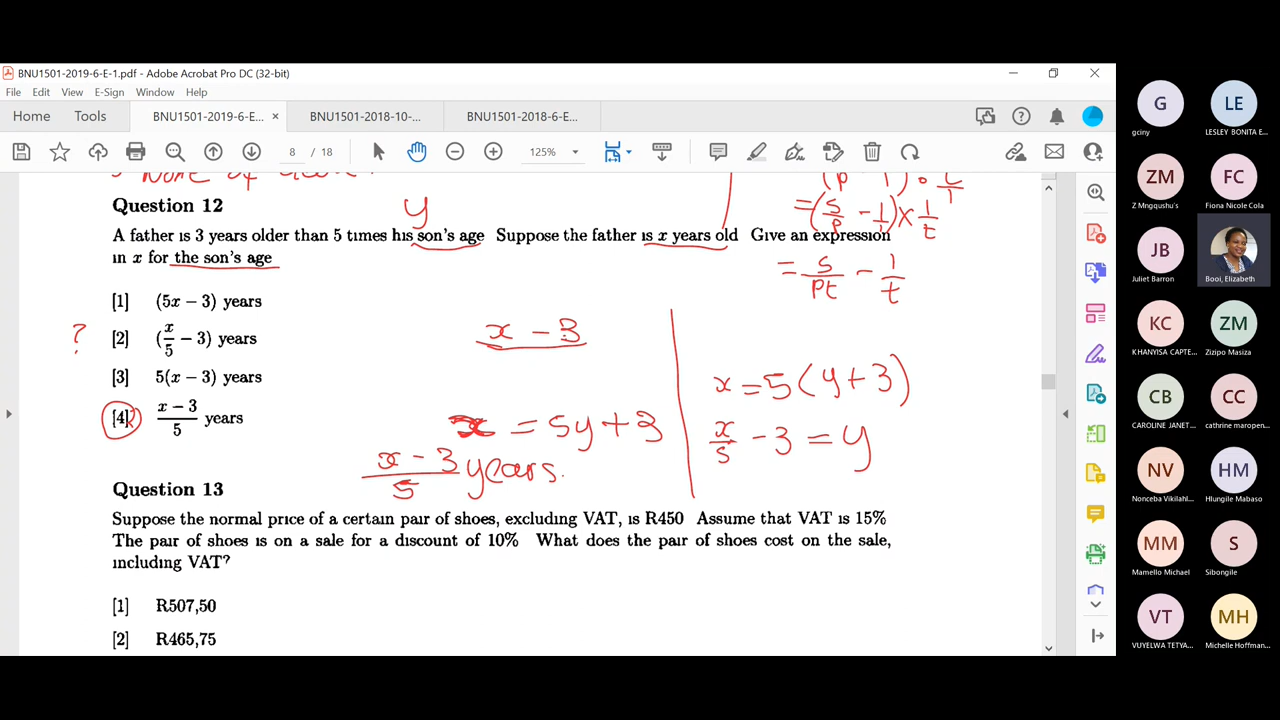 BNU1501-2019-6-E-1.pdf - Adobe Acrobat Pro DC (32-bit)
File Edit View E-Sign Window Help
Home Tools BNU1501-2019-6-E... × BNU1501-2018-10-... BNU1501-2018-6-E...
8 / 18 125%
Question 12
y
= (s/p - 1/1) × 1/t
A father is 3 years older than 5 times his son's age Suppose the father is x years old Give an expression
in x for the son's age
= s/pt - 1/t
[1] (5x − 3) years
? [2] (x/5 − 3) years
x - 3
[3] 5(x − 3) years
x = 5(y + 3)
[4] x − 3/5 years
x = 5y + 3
x/5 - 3 = y
x - 3/5 years.
Question 13
Suppose the normal price of a certain pair of shoes, excluding VAT, is R450 Assume that VAT is 15%
The pair of shoes is on a sale for a discount of 10% What does the pair of shoes cost on the sale,
including VAT?
[1] R507,50
[2] R465,75
G LE
gciny LESLEY BONITA E...
ZM FC
Z Mngqushu's Fiona Nicole Cola
JB
Juliet Barron Booi, Elizabeth
KC ZM
KHANYISA CAPTE... Zizipo Masiza
CB CC
CAROLINE JANET... cathrine maropen...
NV HM
Nonceba Vikilahl... Hlungile Mabaso
MM S
Mamello Michael Sibongile
VT MH
VUYELWA TETYA... Michelle Hoffman...